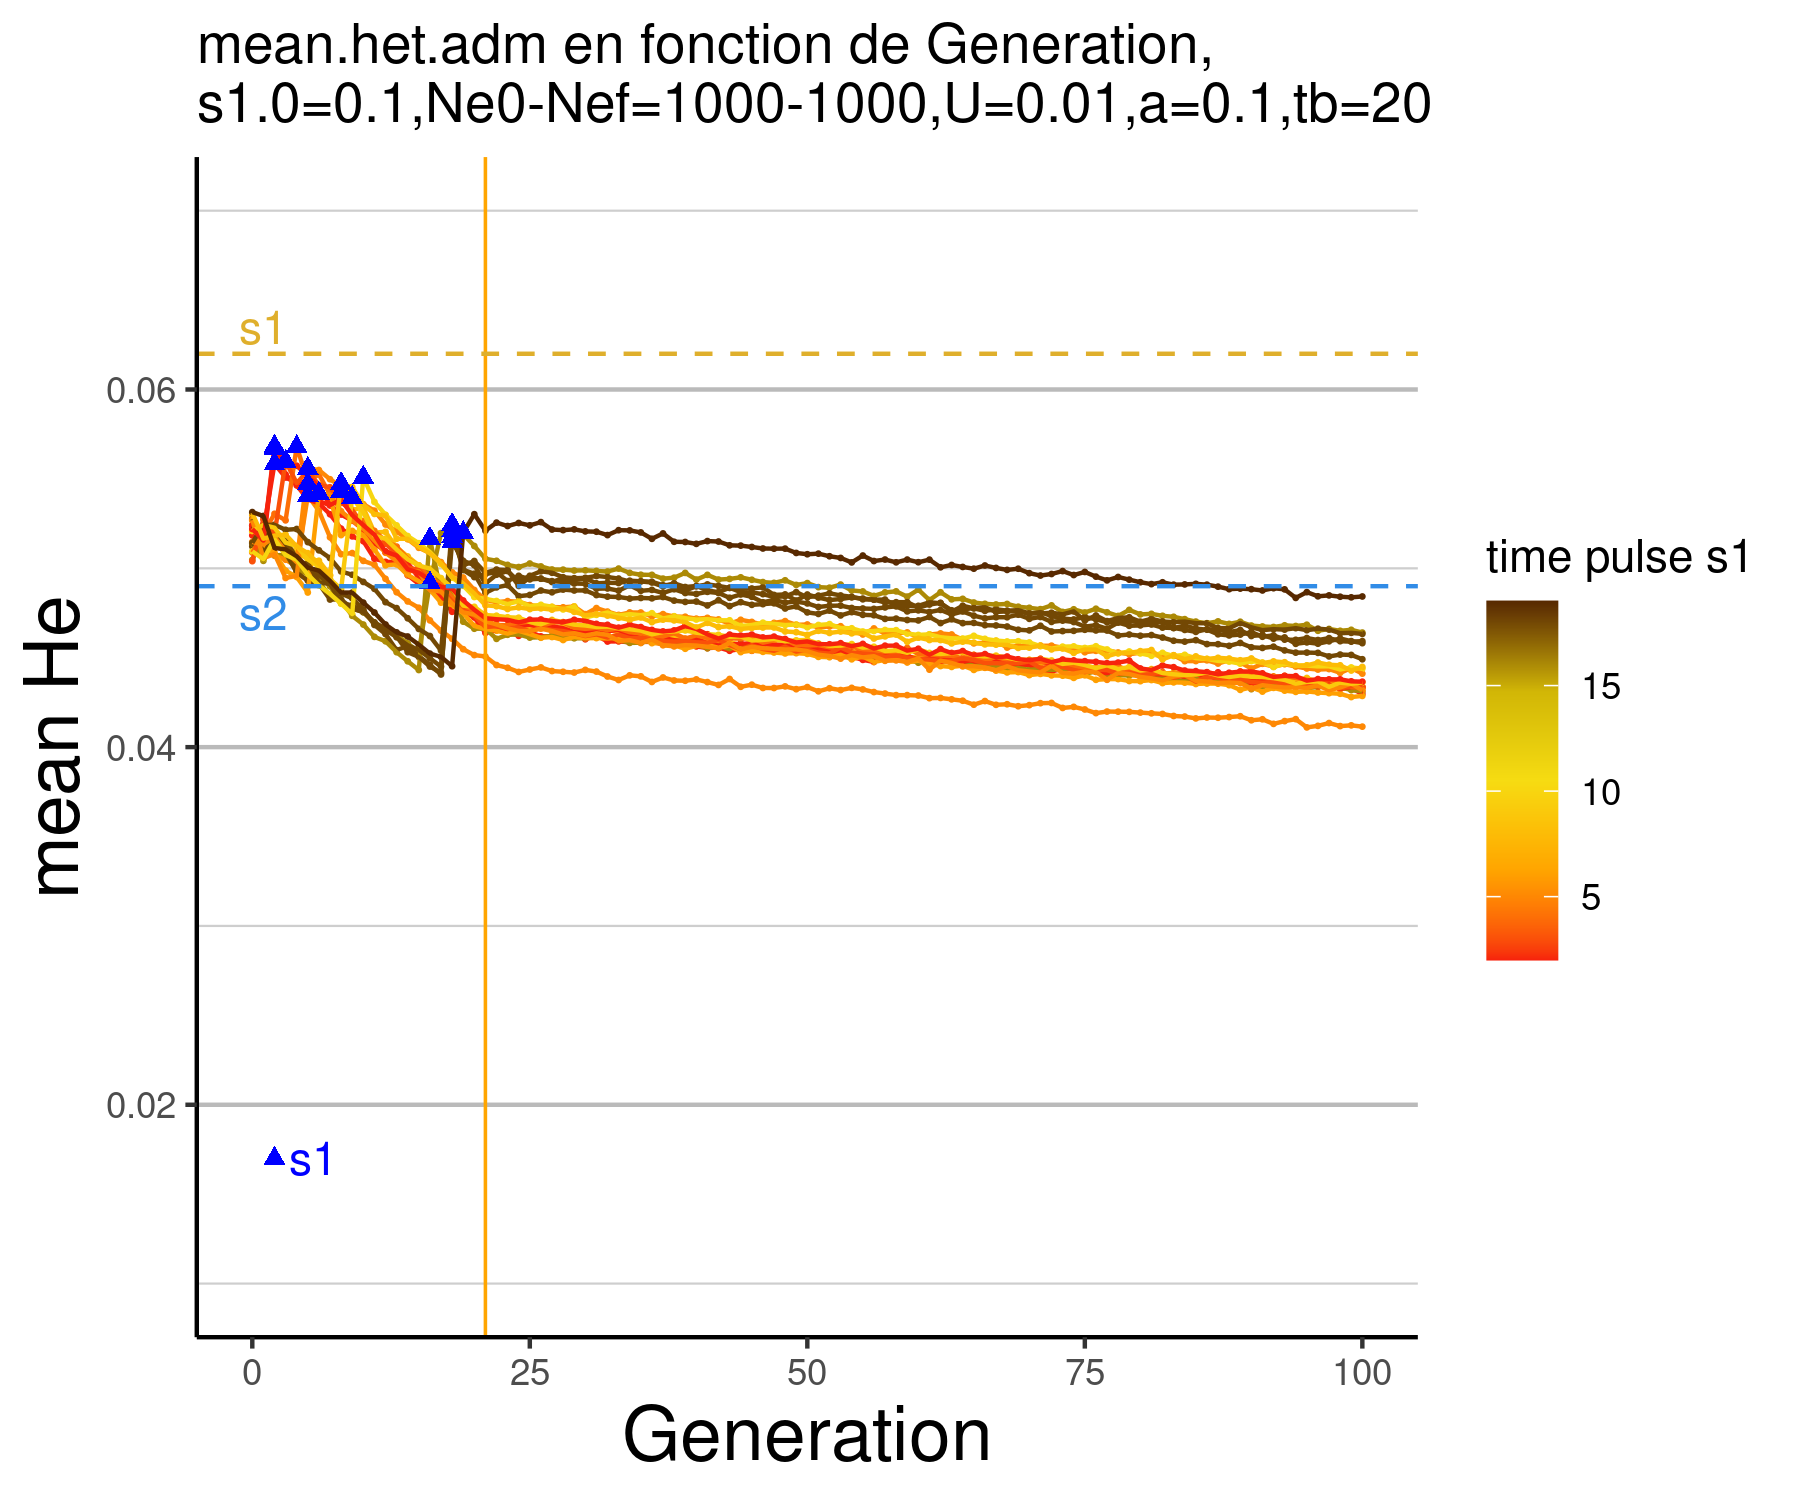 mean.het.adm en fonction de Generation,
s1.0=0.1,Ne0-Nef=1000-1000,U=0.01,a=0.1,tb=20
s1
0.06
s2
0.04
0.02
s1
mean He
0 25 50 75 100
Generation
time pulse s1
15
10
5